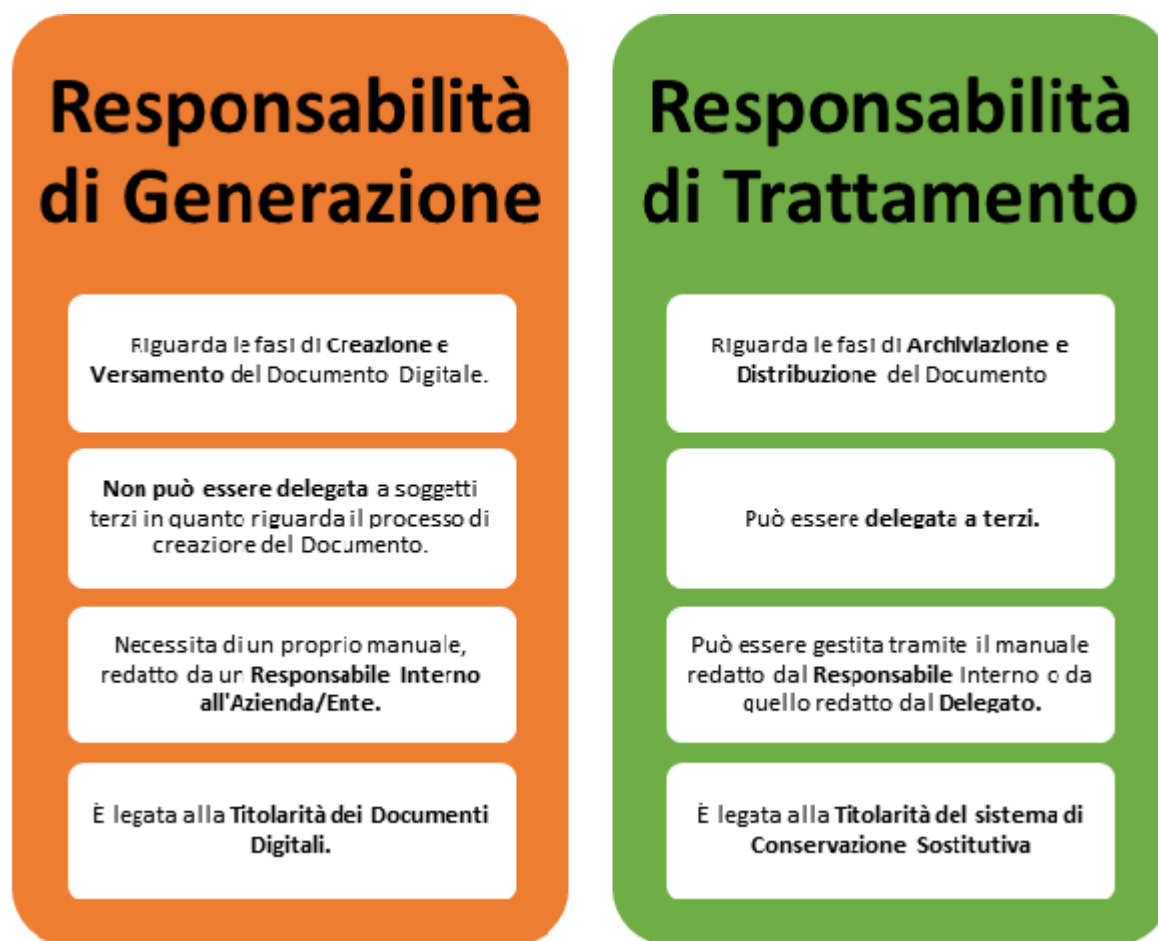 Responsabilità
di Generazione
Riguarda le fasi di Creazione e
Versamento del Documento Digitale.
Non può essere delegata a soggetti
terzi in quanto riguarda il processo di
creazione del Documento.
Necessita di un proprio manuale,
redatto da un Responsabile Interno
all'Azienda/Ente.
È legata alla Titolarità dei Documenti
Digitali.
Responsabilità
di Trattamento
Riguarda le fasi di Archiviazione e
Distribuzione del Documento
Può essere delegata a terzi.
Può essere gestita tramite il manuale
redatto dal Responsabile Interno o da
quello redatto dal Delegato.
È legata alla Titolarità del sistema di
Conservazione Sostitutiva